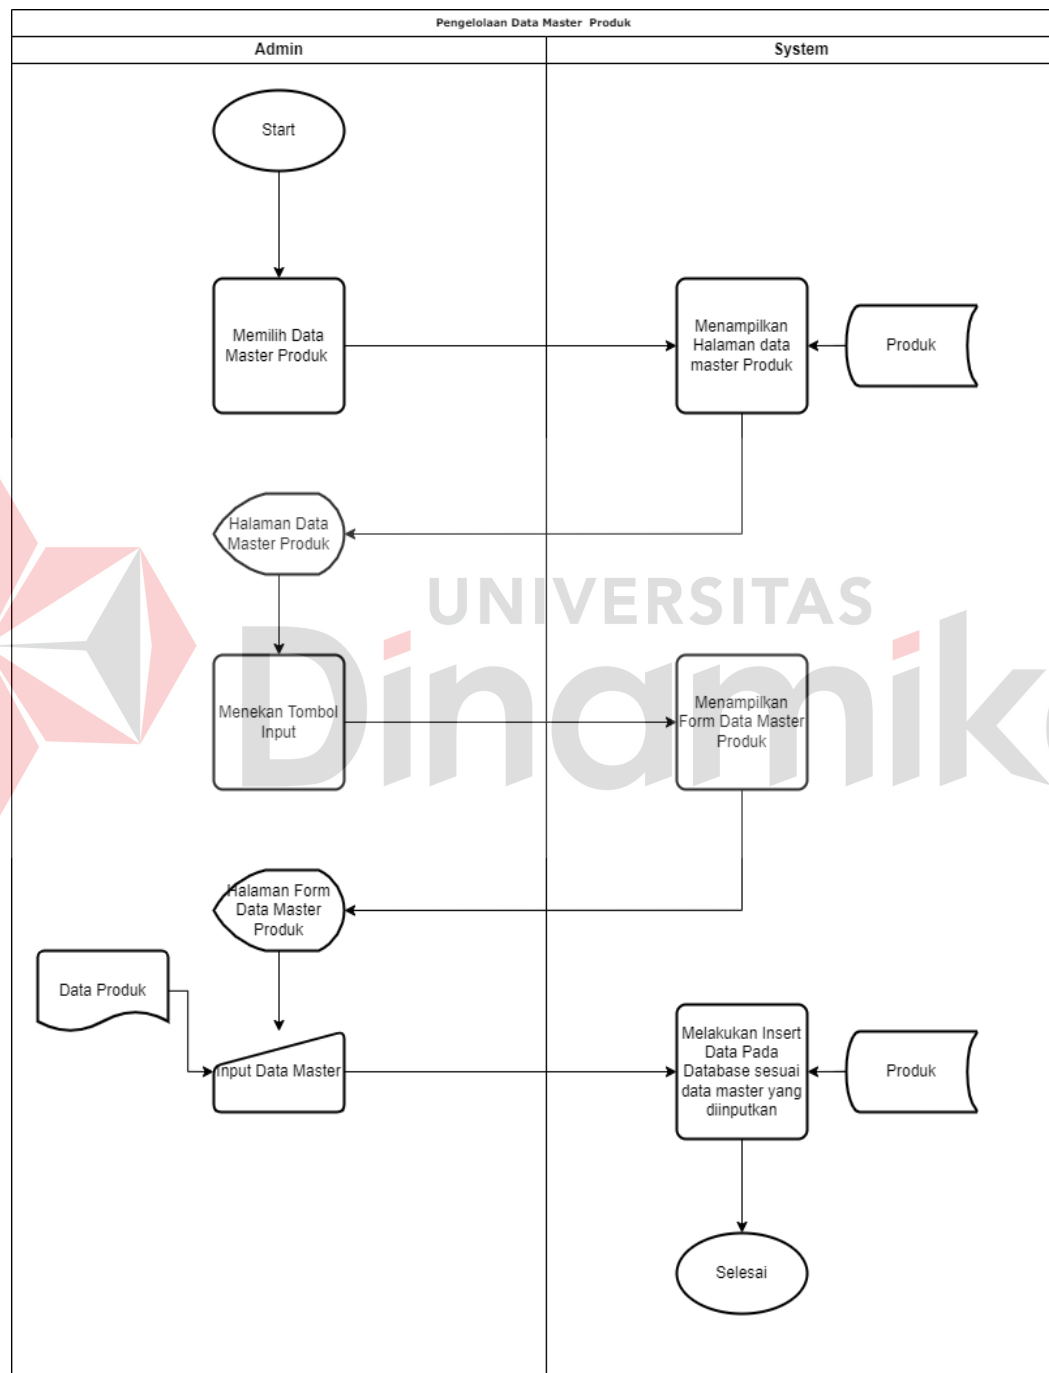 Pengelolaan Data Master  Produk
Admin
System
Start
Memilih Data
Master Produk
Menampilkan
Halaman data
master Produk
Produk
Halaman Data
Master Produk
UNIVERSITAS
Dinamika
Menekan Tombol
Input
Menampilkan
Form Data Master
Produk
Halaman Form
Data Master
Produk
Data Produk
Input Data Master
Melakukan Insert
Data Pada
Database sesuai
data master yang
diinputkan
Produk
Selesai